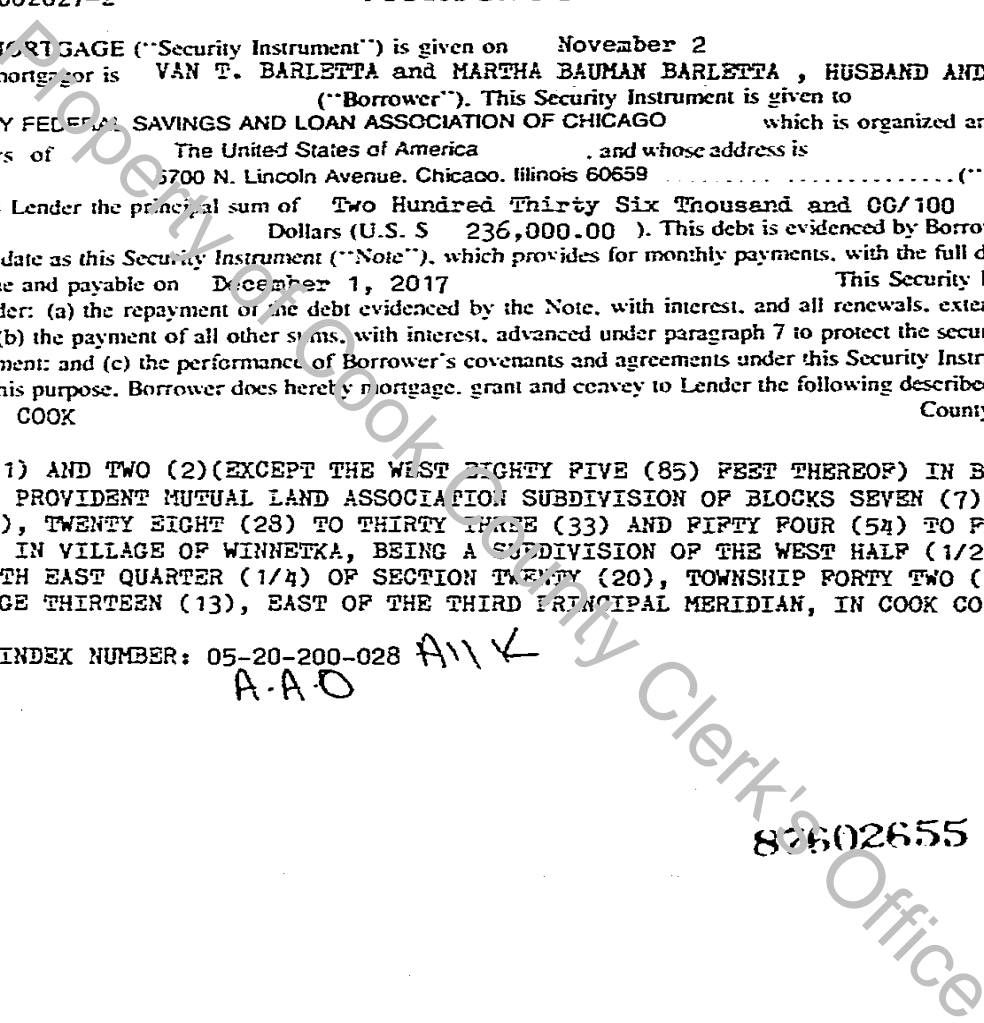 MORTGAGE ("Security Instrument") is given on November 2
mortgagor is VAN T. BARLETTA and MARTHA BAUMAN BARLETTA , HUSBAND AND
("Borrower"). This Security Instrument is given to
Y FEDERAL SAVINGS AND LOAN ASSOCIATION OF CHICAGO which is organized
rs of The United States of America , and whose address is
5700 N. Lincoln Avenue. Chicago. Illinois 60659 ......... ...............("
Lender the principal sum of Two Hundred Thirty Six Thousand and 00/100
Dollars (U.S. $ 236,000.00 ). This debt is evidenced by
date as this Security Instrument ("Note"), which provides for monthly payments, with the full
and payable on December 1, 2017 This Security
der: (a) the repayment of the debt evidenced by the Note, with interest, and all renewals,
(b) the payment of all other sums, with interest, advanced under paragraph 7 to protect the
ment; and (c) the performance of Borrower's covenants and agreements under this Security
his purpose, Borrower does hereby mortgage, grant and convey to Lender the following described
COOK County
1) AND TWO (2)(EXCEPT THE WEST EIGHTY FIVE (85) FEET THEREOF) IN B
PROVIDENT MUTUAL LAND ASSOCIATION SUBDIVISION OF BLOCKS SEVEN (7)
), TWENTY EIGHT (28) TO THIRTY THREE (33) AND FIFTY FOUR (54) TO F
IN VILLAGE OF WINNETKA, BEING A SUBDIVISION OF THE WEST HALF (1/2
TH EAST QUARTER (1/4) OF SECTION TWENTY (20), TOWNSHIP FORTY TWO (
GE THIRTEEN (13), EAST OF THE THIRD PRINCIPAL MERIDIAN, IN COOK CO
INDEX NUMBER: 05-20-200-028 All K
A.A.O
87602655
Property of Cook County Clerk's Office